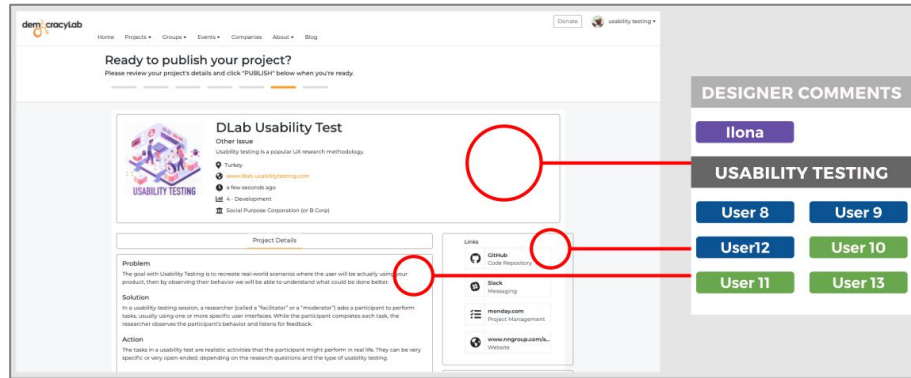 democracyLab
Donate
usability testing
Home Projects Groups Events Companies About Blog
Ready to publish your project?
Please review your project's details and click "PUBLISH" below when you're ready.
DLab Usability Test
Other Issue
Usability testing is a popular UX research methodology.
Turkey
www.dlab-usabilitytesting.com
a few seconds ago
4 - Development
Social Purpose Corporation (or B Corp)
USABILITY TESTING
Project Details
Problem
The goal with Usability Testing is to recreate real-world scenarios where the user will be actually using your
product, then by observing their behavior we will be able to understand what could be done better.
Solution
In a usability-testing session, a researcher (called a "facilitator" or a "moderator") asks a participant to perform
tasks, usually using one or more specific user interfaces. While the participant completes each task, the
researcher observes the participant's behavior and listens for feedback.
Action
The tasks in a usability test are realistic activities that the participant might perform in real life. They can be very
specific or very open-ended, depending on the research questions and the type of usability testing.
Links
GitHub
Code Repository
Slack
Messaging
monday.com
Project Management
www.nngroup.com/a...
Website
DESIGNER COMMENTS
Ilona
USABILITY TESTING
User 8 User 9
User12 User 10
User 11 User 13